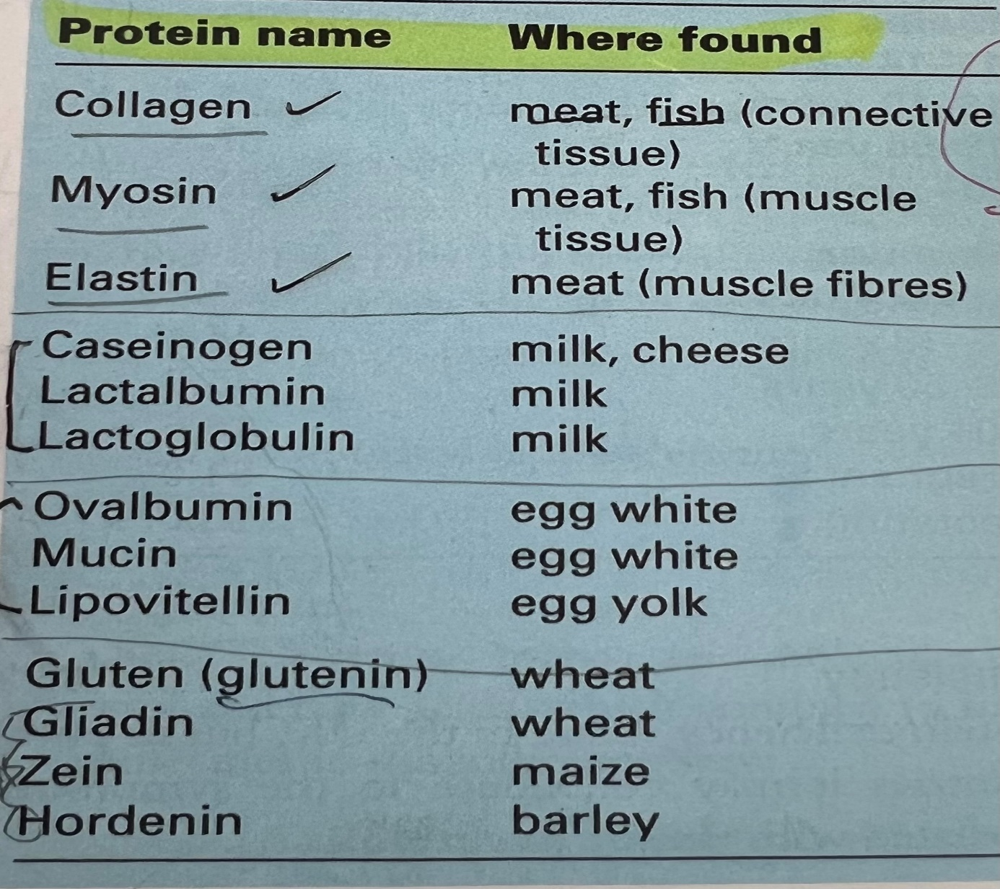 Protein name Where found
Collagen meat, fish (connective
tissue)
Myosin meat, fish (muscle
tissue)
Elastin meat (muscle fibres)
Caseinogen milk, cheese
Lactalbumin milk
Lactoglobulin milk
Ovalbumin egg white
Mucin egg white
Lipovitellin egg yolk
Gluten (glutenin) wheat
Gliadin wheat
Zein maize
Hordenin barley